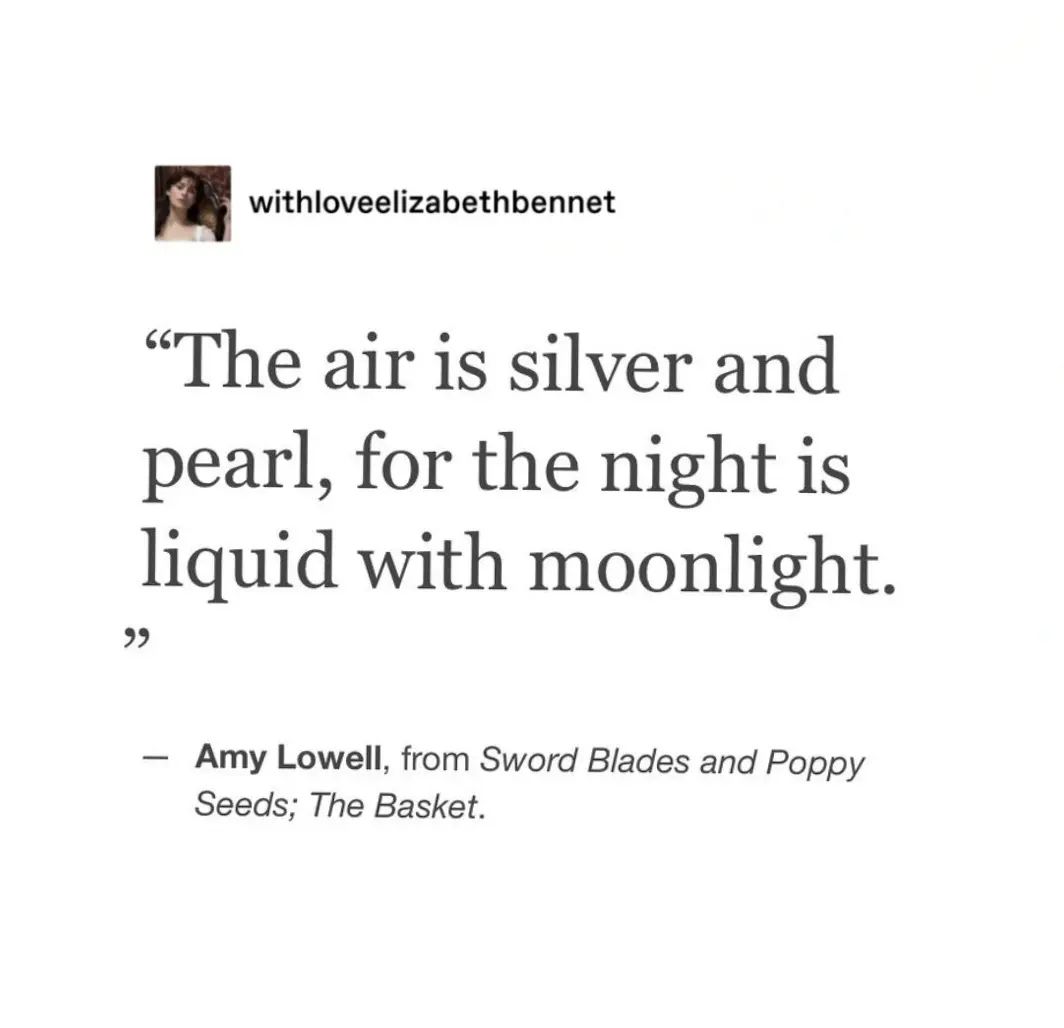 withloveelizabethbennet
“The air is silver and
pearl, for the night is
liquid with moonlight.
”
— Amy Lowell, from Sword Blades and Poppy
Seeds; The Basket.